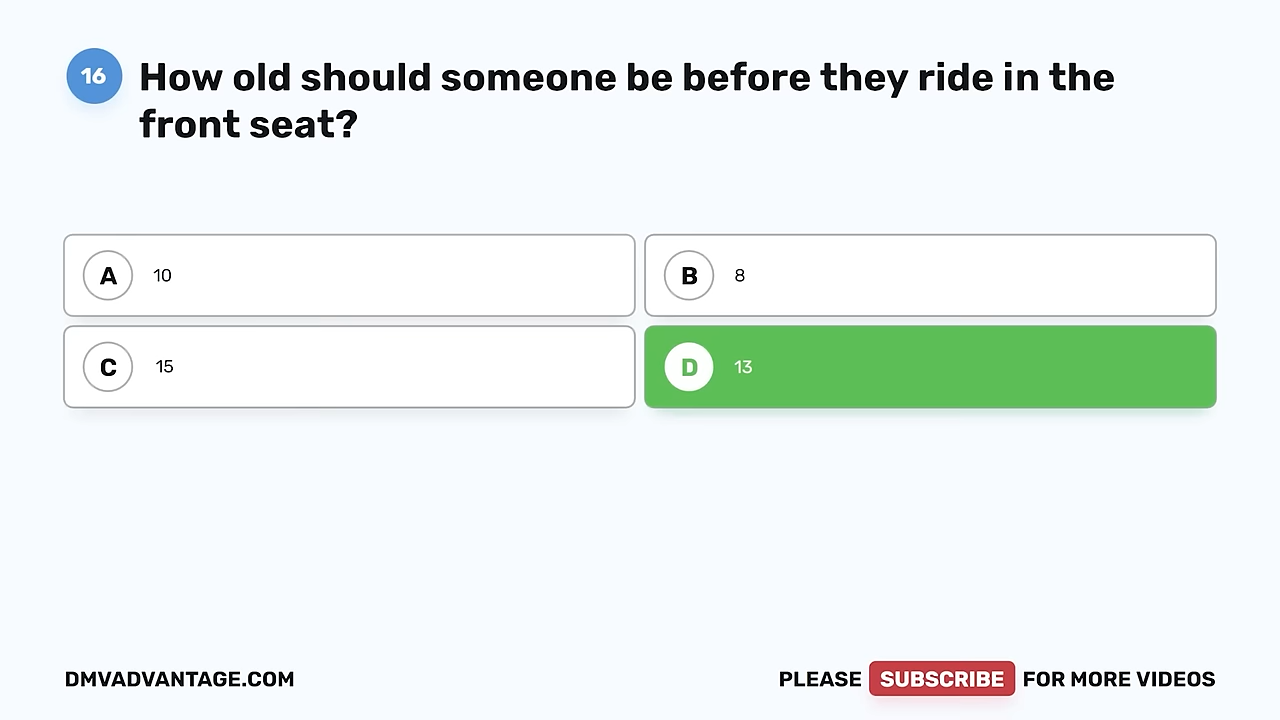 16
How old should someone be before they ride in the
front seat?
A 10
B 8
C 15
D 13
DMVADVANTAGE.COM
PLEASE SUBSCRIBE FOR MORE VIDEOS